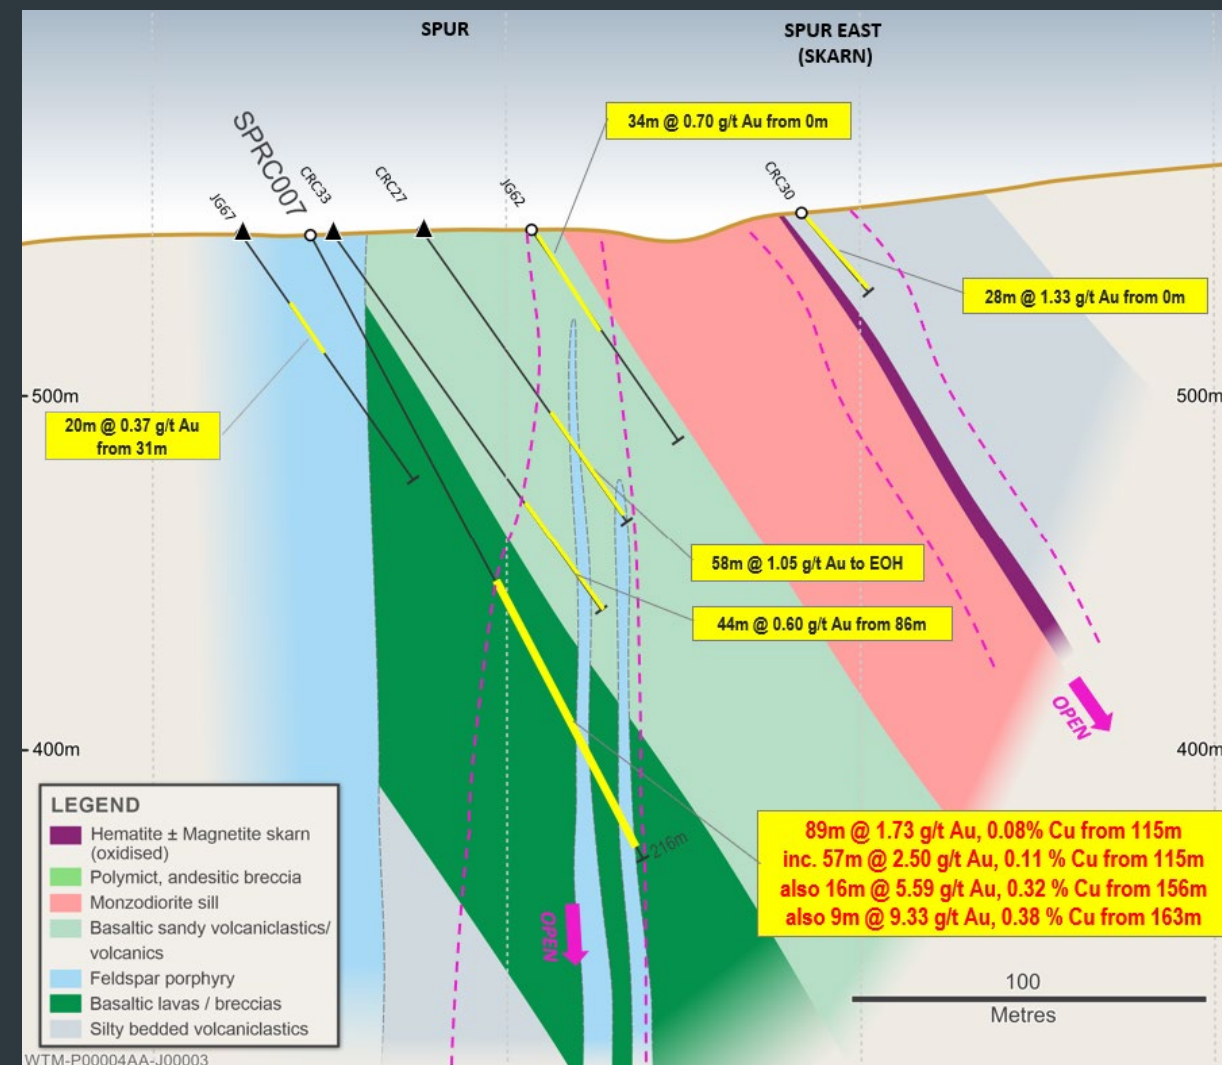 SPUR
SPUR EAST
(SKARN)
34m @ 0.70 g/t Au from 0m
SPRC007
JG67
CRC33
CRC27
JG62
CRC30
28m @ 1.33 g/t Au from 0m
500m
500m
20m @ 0.37 g/t Au
from 31m
58m @ 1.05 g/t Au to EOH
44m @ 0.60 g/t Au from 86m
OPEN
400m
400m
89m @ 1.73 g/t Au, 0.08% Cu from 115m
inc. 57m @ 2.50 g/t Au, 0.11 % Cu from 115m
also 16m @ 5.59 g/t Au, 0.32 % Cu from 156m
also 9m @ 9.33 g/t Au, 0.38 % Cu from 163m
216m
OPEN
LEGEND
Hematite ± Magnetite skarn
(oxidised)
Polymict, andesitic breccia
Monzodiorite sill
Basaltic sandy volcaniclastics/
volcanics
Feldspar porphyry
Basaltic lavas / breccias
Silty bedded volcaniclastics
100
Metres
WTM-P00004AA-J00003